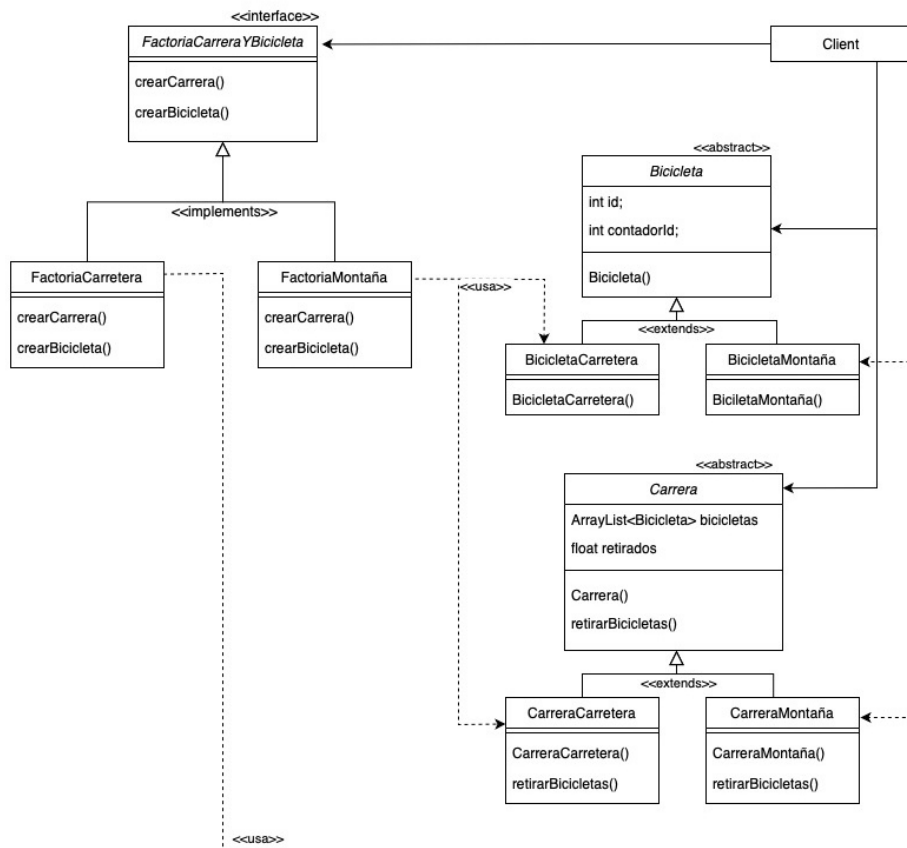 <<interface>>
FactoriaCarreraYBicicleta
crearCarrera()
crearBicicleta()
Client
<<abstract>>
Bicicleta
int id;
int contadorId;
Bicicleta()
<<implements>>
FactoriaCarretera
crearCarrera()
crearBicicleta()
FactoriaMontaña
crearCarrera()
crearBicicleta()
<<usa>>
<<extends>>
BicicletaCarretera
BicicletaCarretera()
BicicletaMontaña
BiciletaMontaña()
<<abstract>>
Carrera
ArrayList<Bicicleta> bicicletas
float retirados
Carrera()
retirarBicicletas()
<<extends>>
CarreraCarretera
CarreraCarretera()
retirarBicicletas()
CarreraMontaña
CarreraMontaña()
retirarBicicletas()
<<usa>>